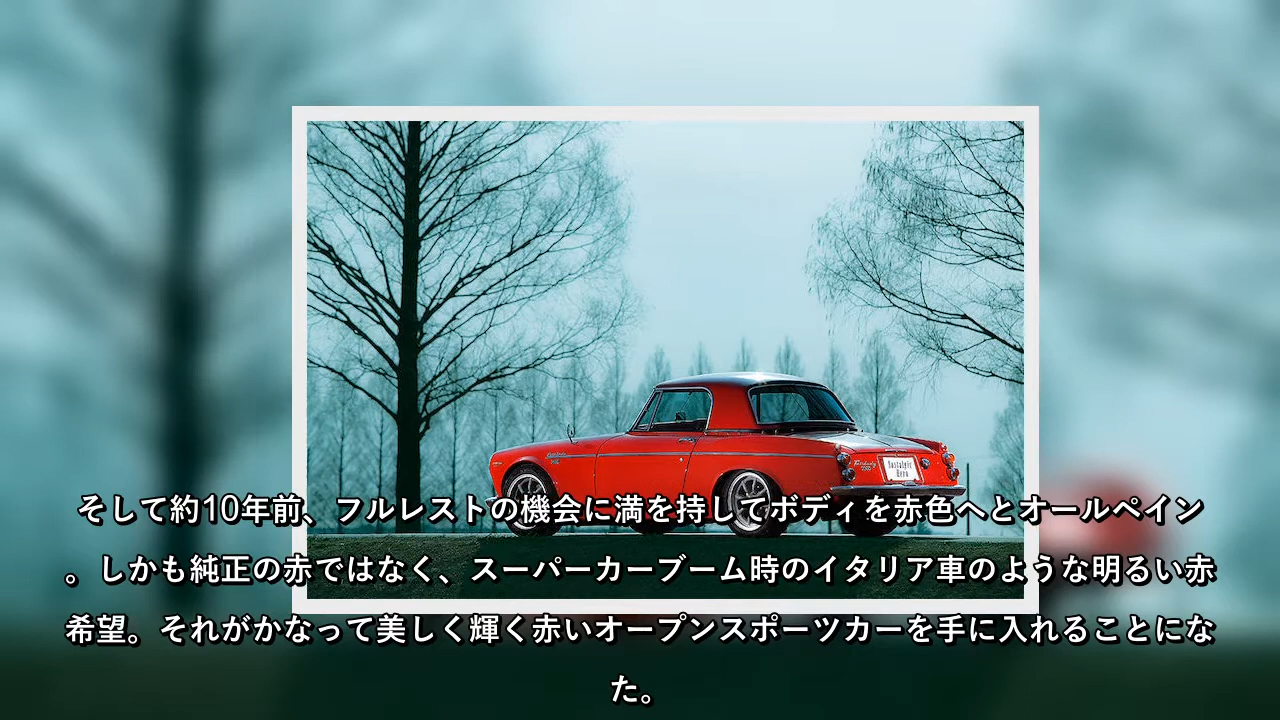 そして約10年前、フルレストの機会に満を持してボディを赤色へとオールペイン
。しかも純正の赤ではなく、スーパーカーブーム時のイタリア車のような明るい赤
希望。それがかなって美しく輝く赤いオープンスポーツカーを手に入れることにな
た。
Fairlady
Nostalgic
Hero